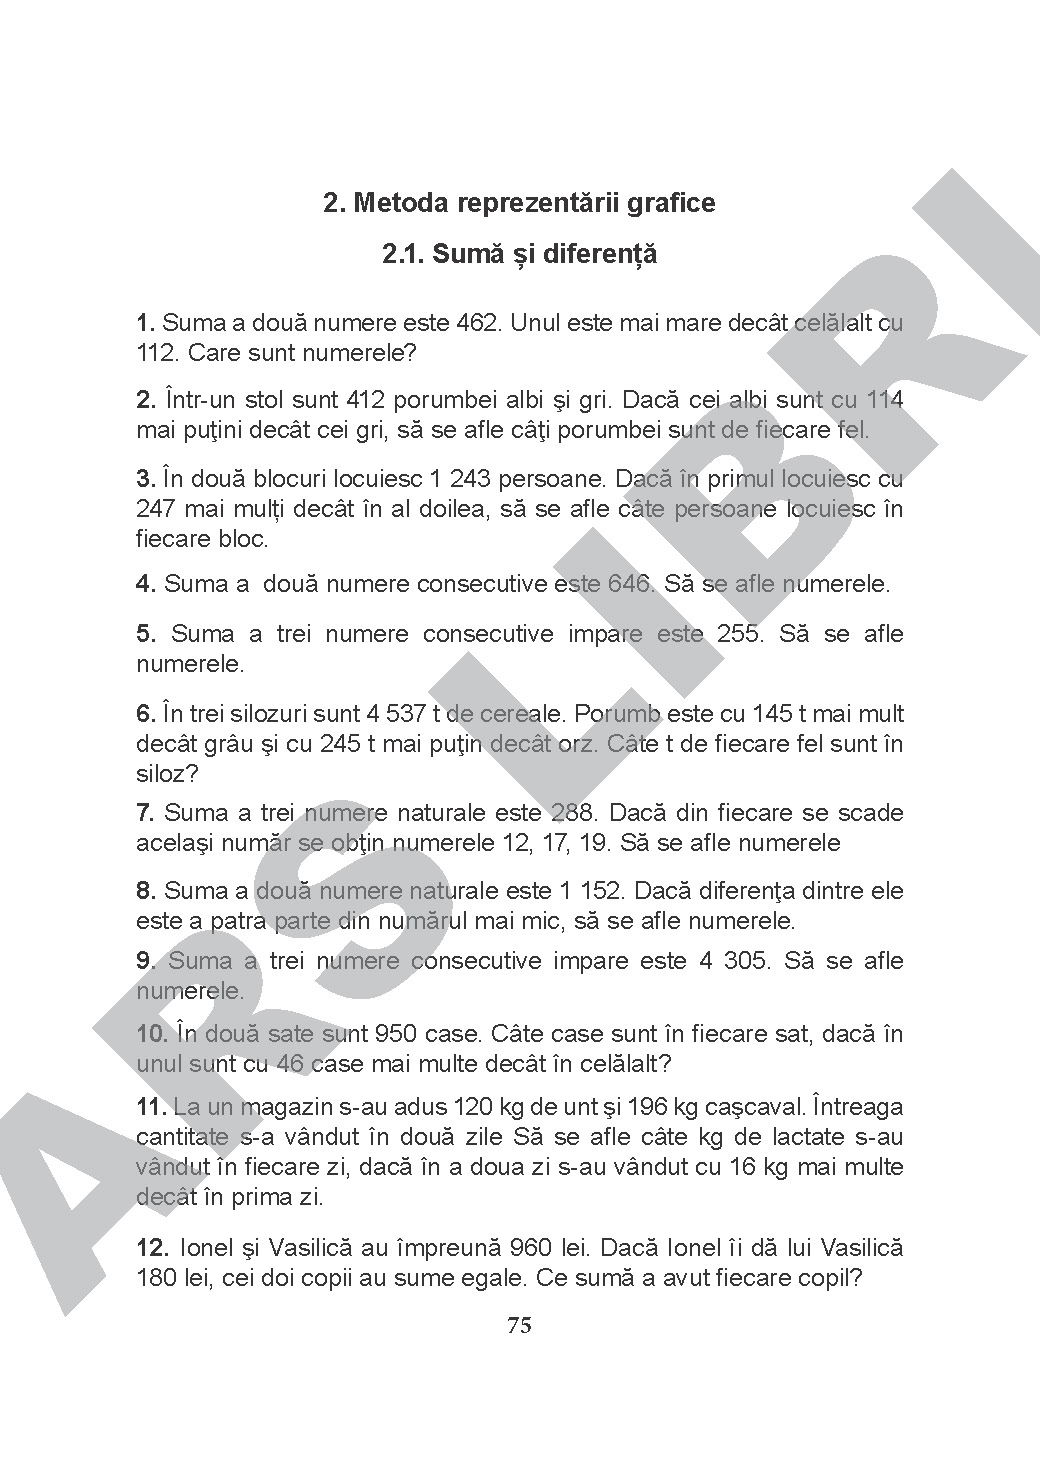 2. Metoda reprezentării grafice
2.1. Sumă și diferență
1. Suma a două numere este 462. Unul este mai mare decât celălalt cu
112. Care sunt numerele?
2. Într-un stol sunt 412 porumbei albi şi gri. Dacă cei albi sunt cu 114
mai puţini decât cei gri, să se afle câţi porumbei sunt de fiecare fel.
3. În două blocuri locuiesc 1 243 persoane. Dacă în primul locuiesc cu
247 mai mulți decât în al doilea, să se afle câte persoane locuiesc în
fiecare bloc.
4. Suma a două numere consecutive este 646. Să se afle numerele.
5. Suma a trei numere consecutive impare este 255. Să se afle
numerele.
6. În trei silozuri sunt 4 537 t de cereale. Porumb este cu 145 t mai mult
decât grâu şi cu 245 t mai puţin decât orz. Câte t de fiecare fel sunt în
siloz?
7. Suma a trei numere naturale este 288. Dacă din fiecare se scade
acelaşi număr se obţin numerele 12, 17, 19. Să se afle numerele
8. Suma a două numere naturale este 1 152. Dacă diferenţa dintre ele
este a patra parte din numărul mai mic, să se afle numerele.
9. Suma a trei numere consecutive impare este 4 305. Să se afle
numerele.
10. În două sate sunt 950 case. Câte case sunt în fiecare sat, dacă în
unul sunt cu 46 case mai multe decât în celălalt?
11. La un magazin s-au adus 120 kg de unt şi 196 kg caşcaval. Întreaga
cantitate s-a vândut în două zile Să se afle câte kg de lactate s-au
vândut în fiecare zi, dacă în a doua zi s-au vândut cu 16 kg mai multe
decât în prima zi.
12. Ionel şi Vasilică au împreună 960 lei. Dacă Ionel îi dă lui Vasilică
180 lei, cei doi copii au sume egale. Ce sumă a avut fiecare copil?
75
ARS LIBRI